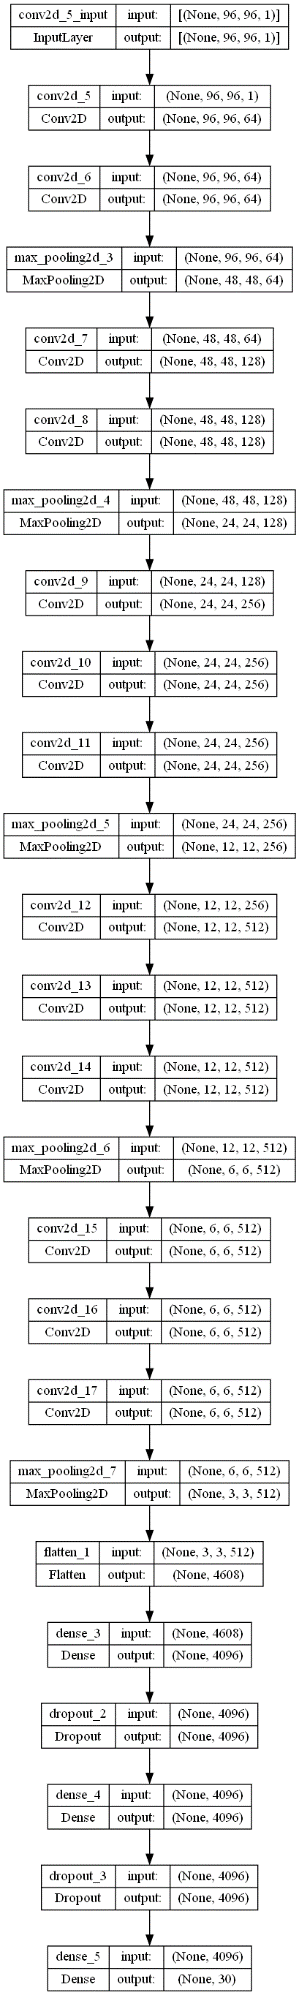 conv2d_5_input input: [(None, 96, 96, 1)]
InputLayer output: [(None, 96, 96, 1)]
conv2d_5 input: (None, 96, 96, 1)
Conv2D output: (None, 96, 96, 64)
conv2d_6 input: (None, 96, 96, 64)
Conv2D output: (None, 96, 96, 64)
max_pooling2d_3 input: (None, 96, 96, 64)
MaxPooling2D output: (None, 48, 48, 64)
conv2d_7 input: (None, 48, 48, 64)
Conv2D output: (None, 48, 48, 128)
conv2d_8 input: (None, 48, 48, 128)
Conv2D output: (None, 48, 48, 128)
max_pooling2d_4 input: (None, 48, 48, 128)
MaxPooling2D output: (None, 24, 24, 128)
conv2d_9 input: (None, 24, 24, 128)
Conv2D output: (None, 24, 24, 256)
conv2d_10 input: (None, 24, 24, 256)
Conv2D output: (None, 24, 24, 256)
conv2d_11 input: (None, 24, 24, 256)
Conv2D output: (None, 24, 24, 256)
max_pooling2d_5 input: (None, 24, 24, 256)
MaxPooling2D output: (None, 12, 12, 256)
conv2d_12 input: (None, 12, 12, 256)
Conv2D output: (None, 12, 12, 512)
conv2d_13 input: (None, 12, 12, 512)
Conv2D output: (None, 12, 12, 512)
conv2d_14 input: (None, 12, 12, 512)
Conv2D output: (None, 12, 12, 512)
max_pooling2d_6 input: (None, 12, 12, 512)
MaxPooling2D output: (None, 6, 6, 512)
conv2d_15 input: (None, 6, 6, 512)
Conv2D output: (None, 6, 6, 512)
conv2d_16 input: (None, 6, 6, 512)
Conv2D output: (None, 6, 6, 512)
conv2d_17 input: (None, 6, 6, 512)
Conv2D output: (None, 6, 6, 512)
max_pooling2d_7 input: (None, 6, 6, 512)
MaxPooling2D output: (None, 3, 3, 512)
flatten_1 input: (None, 3, 3, 512)
Flatten output: (None, 4608)
dense_3 input: (None, 4608)
Dense output: (None, 4096)
dropout_2 input: (None, 4096)
Dropout output: (None, 4096)
dense_4 input: (None, 4096)
Dense output: (None, 4096)
dropout_3 input: (None, 4096)
Dropout output: (None, 4096)
dense_5 input: (None, 4096)
Dense output: (None, 30)